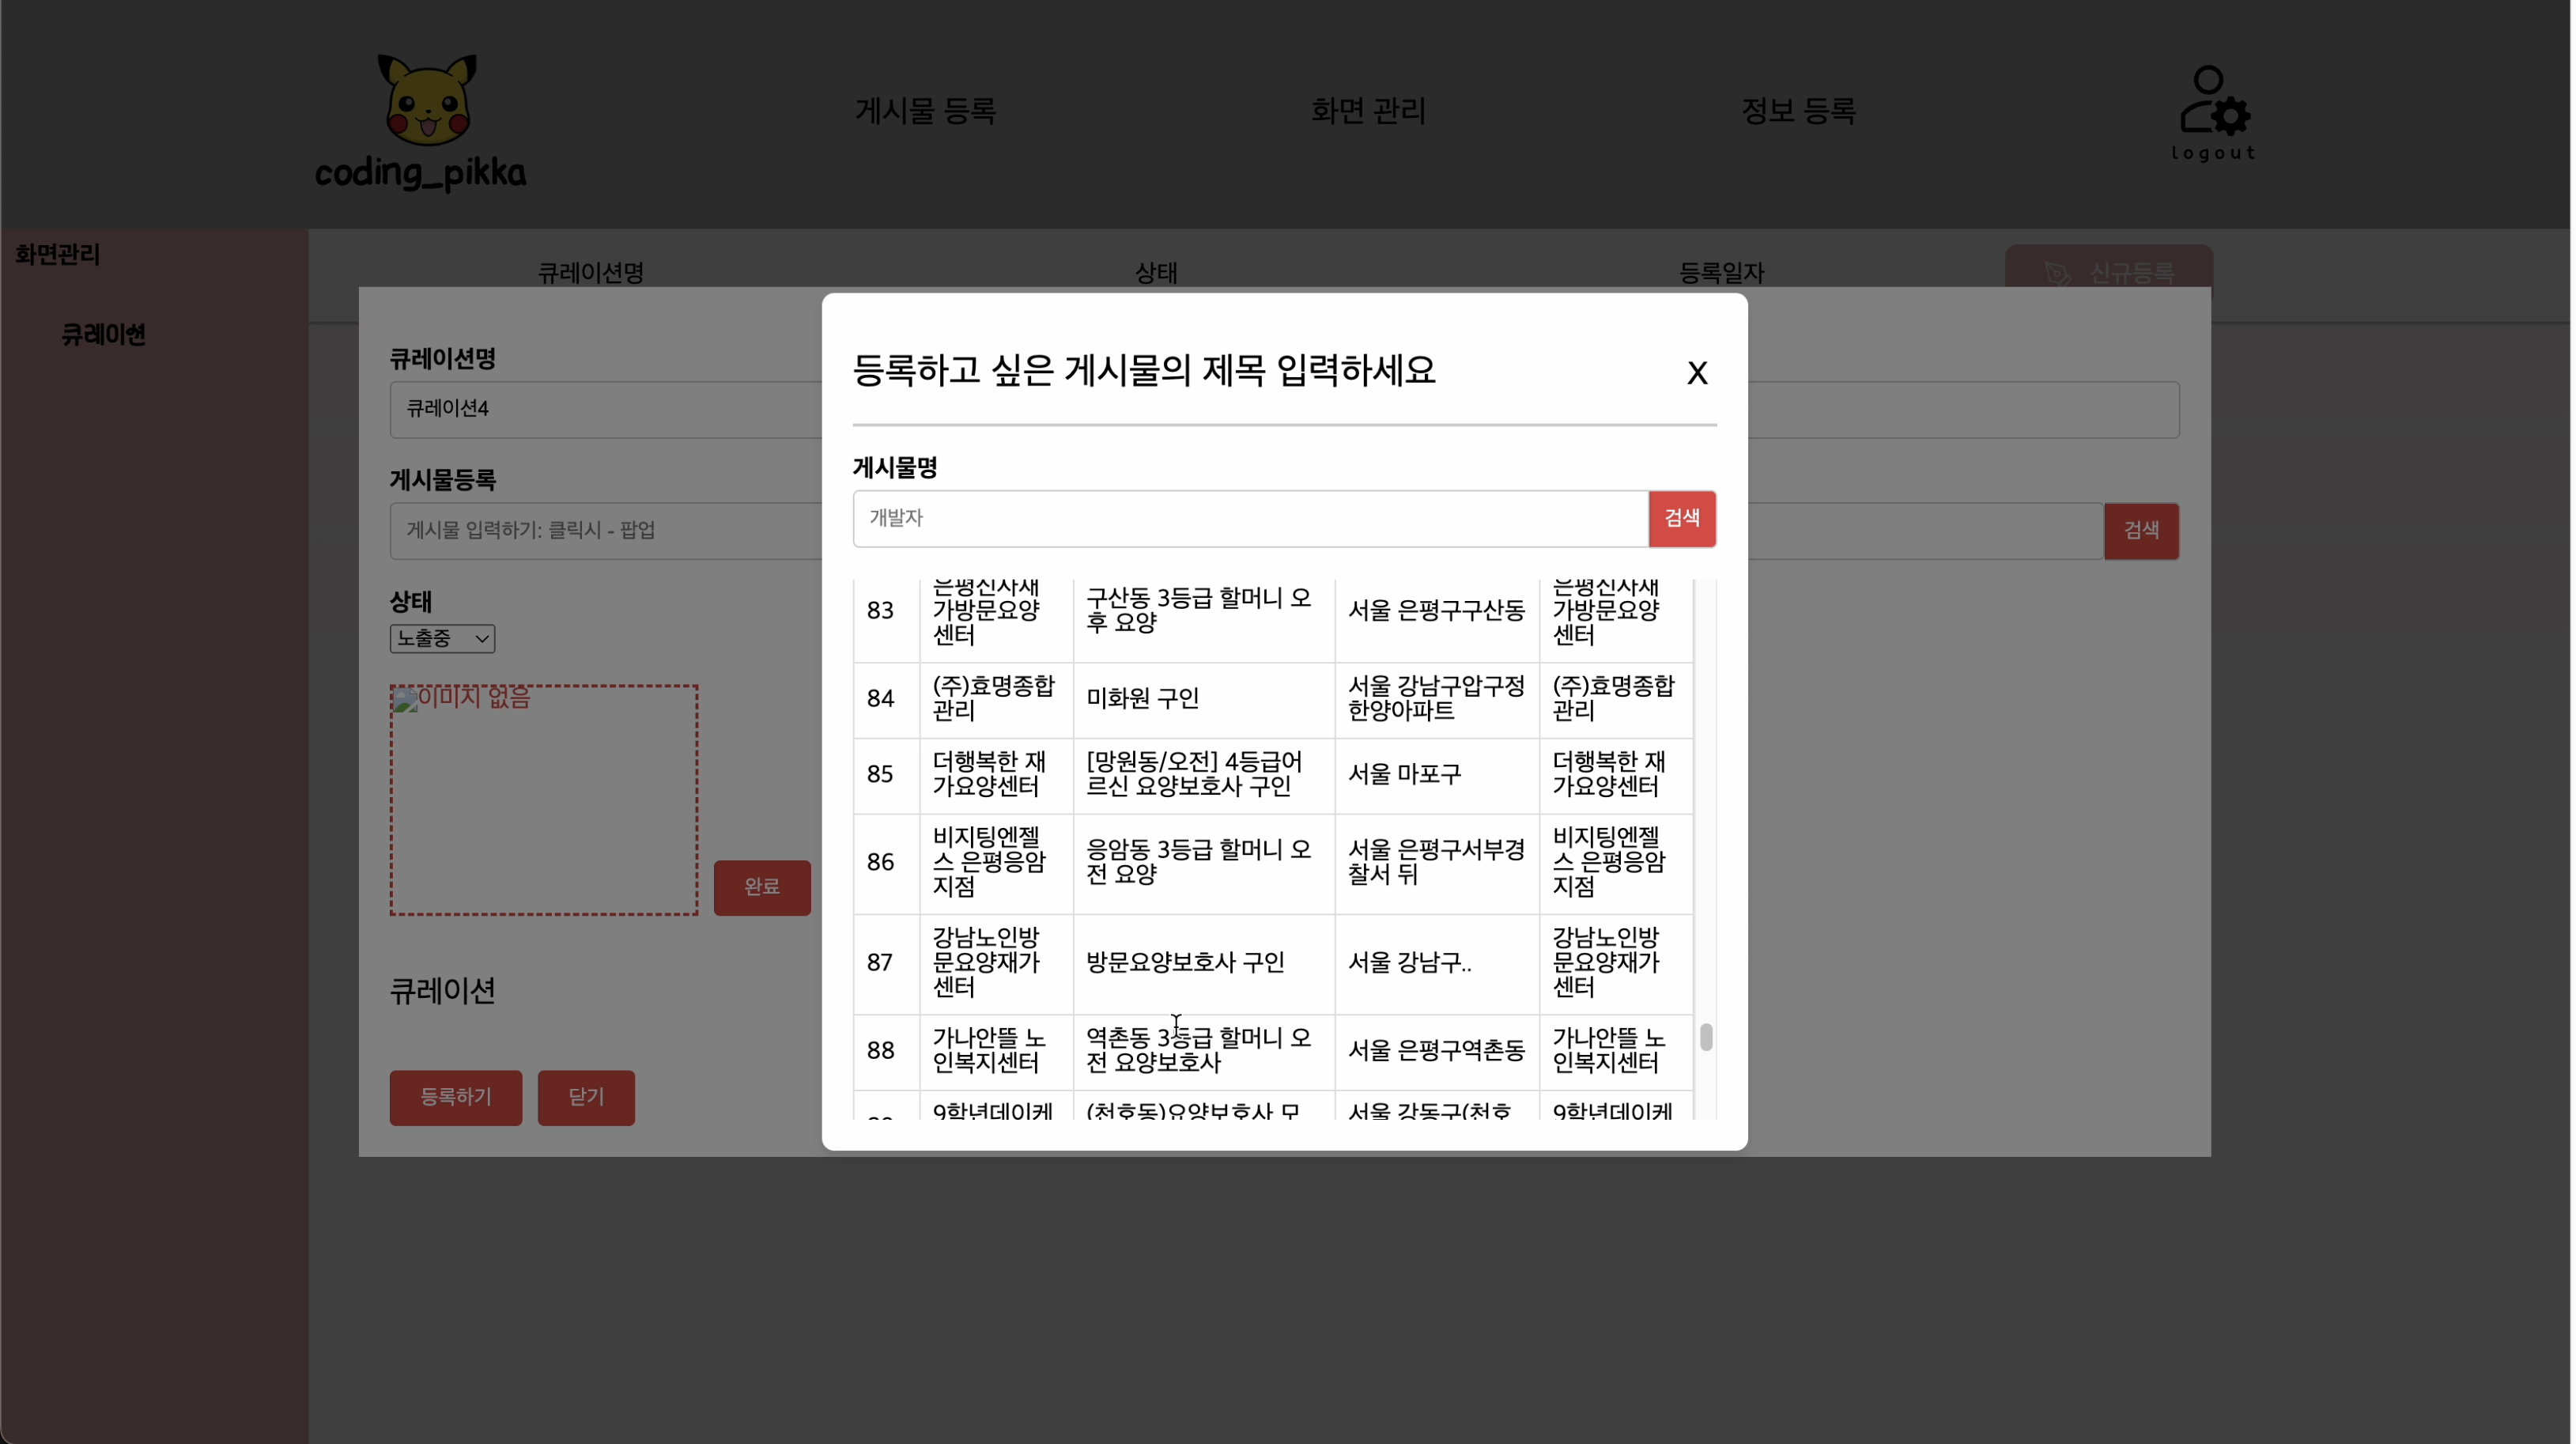 coding_pikka
게시물 등록
화면 관리
정보 등록
logout
화면관리
큐레이션
큐레이션명
상태
등록일자
신규등록
큐레이션명
큐레이션4
게시물등록
게시물 입력하기: 클릭시 - 팝업
검색
상태
노출중
이미지 없음
완료
큐레이션
등록하기
닫기
등록하고 싶은 게시물의 제목 입력하세요
X
게시물명
개발자
검색
83
은평신사재
가방문요양
센터
구산동 3등급 할머니 오
후 요양
서울 은평구구산동
은평신사재
가방문요양
센터
84
(주)효명종합
관리
미화원 구인
서울 강남구압구정
한양아파트
(주)효명종합
관리
85
더행복한 재
가요양센터
[망원동/오전] 4등급어
르신 요양보호사 구인
서울 마포구
더행복한 재
가요양센터
86
비지팅엔젤
스 은평응암
지점
응암동 3등급 할머니 오
전 요양
서울 은평구서부경
찰서 뒤
비지팅엔젤
스 은평응암
지점
87
강남노인방
문요양재가
센터
방문요양보호사 구인
서울 강남구..
강남노인방
문요양재가
센터
88
가나안뜰 노
인복지센터
역촌동 3등급 할머니 오
전 요양보호사
서울 은평구역촌동
가나안뜰 노
인복지센터
9학년데이케
(천호동)요양보호사 모
서울 강동구(천호
9학년데이케